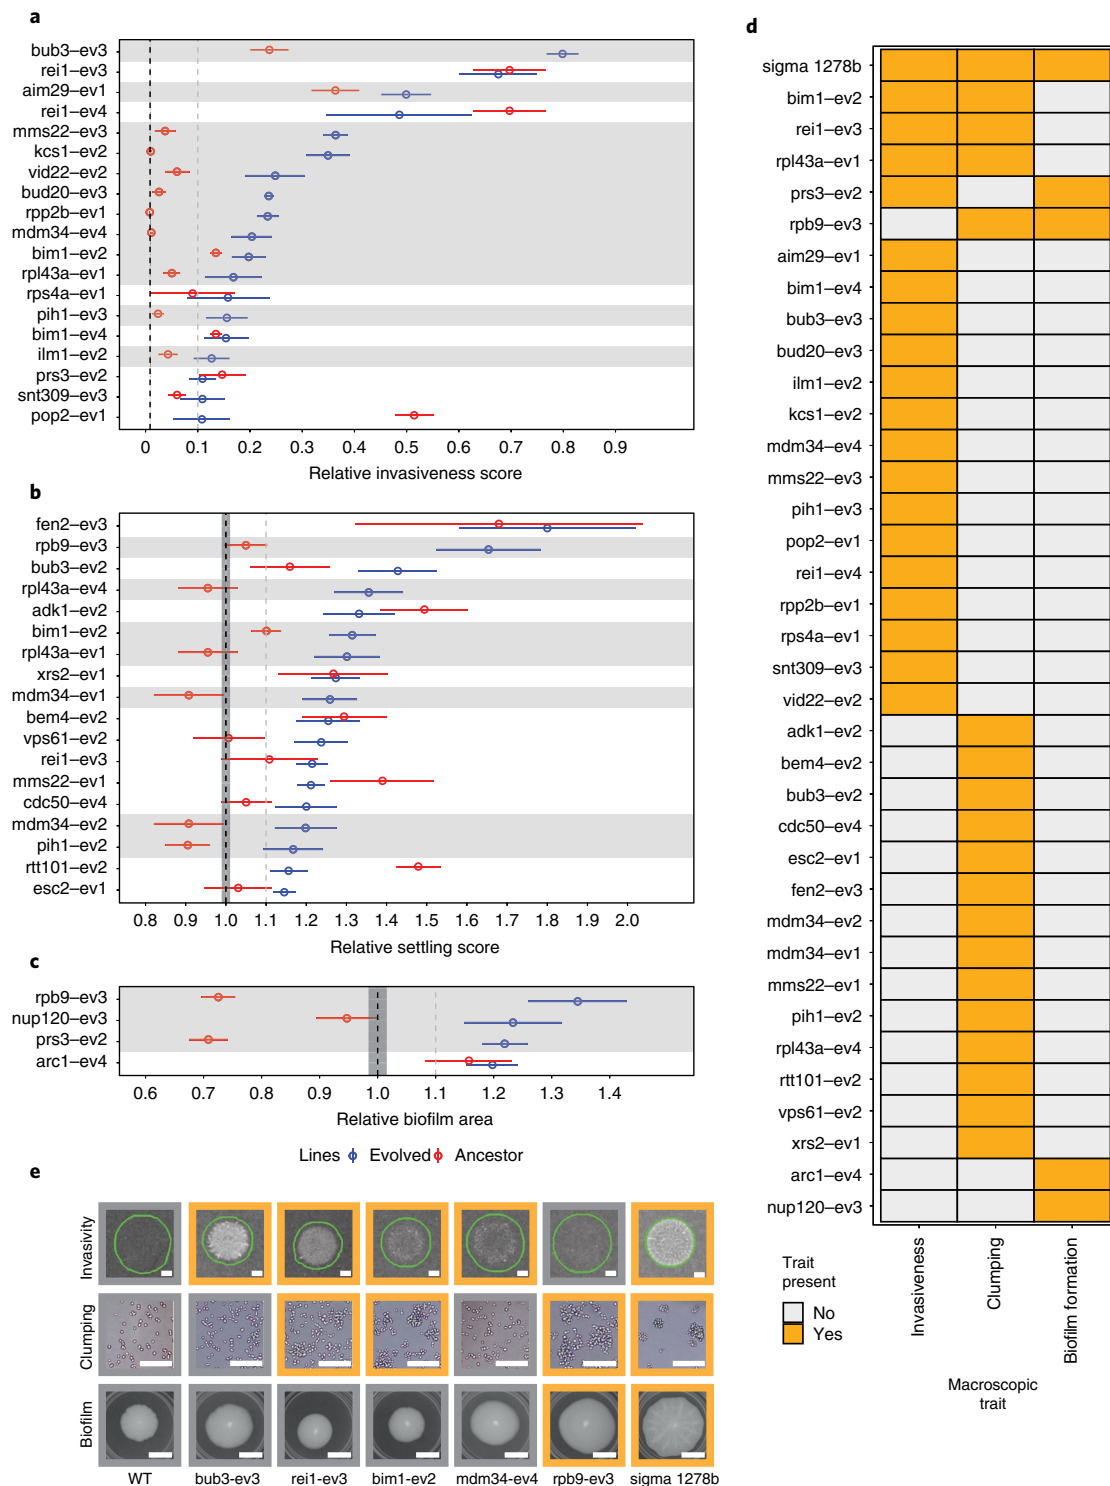 a
bub3–ev3
rei1–ev3
aim29–ev1
rei1–ev4
mms22–ev3
kcs1–ev2
vid22–ev2
bud20–ev3
rpp2b–ev1
mdm34–ev4
bim1–ev2
rpl43a–ev1
rps4a–ev1
pih1–ev3
bim1–ev4
ilm1–ev2
prs3–ev2
snt309–ev3
pop2–ev1
0 0.1 0.2 0.3 0.4 0.5 0.6 0.7 0.8 0.9
Relative invasiveness score
b
fen2–ev3
rpb9–ev3
bub3–ev2
rpl43a–ev4
adk1–ev2
bim1–ev2
rpl43a–ev1
xrs2–ev1
mdm34–ev1
bem4–ev2
vps61–ev2
rei1–ev3
mms22–ev1
cdc50–ev4
mdm34–ev2
pih1–ev2
rtt101–ev2
esc2–ev1
0.8 0.9 1.0 1.1 1.2 1.3 1.4 1.5 1.6 1.7 1.8 1.9 2.0
Relative settling score
c
rpb9–ev3
nup120–ev3
prs3–ev2
arc1–ev4
0.6 0.7 0.8 0.9 1.0 1.1 1.2 1.3 1.4
Relative biofilm area
Lines Evolved Ancestor
d
sigma 1278b
bim1–ev2
rei1–ev3
rpl43a–ev1
prs3–ev2
rpb9–ev3
aim29–ev1
bim1–ev4
bub3–ev3
bud20–ev3
ilm1–ev2
kcs1–ev2
mdm34–ev4
mms22–ev3
pih1–ev3
pop2–ev1
rei1–ev4
rpp2b–ev1
rps4a–ev1
snt309–ev3
vid22–ev2
adk1–ev2
bem4–ev2
bub3–ev2
cdc50–ev4
esc2–ev1
fen2–ev3
mdm34–ev2
mdm34–ev1
mms22–ev1
pih1–ev2
rpl43a–ev4
rtt101–ev2
vps61–ev2
xrs2–ev1
arc1–ev4
nup120–ev3
Invasiveness
Clumping
Biofilm formation
Trait
present
No
Yes
Macroscopic
trait
e
Invasivity
Clumping
Biofilm
WT bub3-ev3 rei1-ev3 bim1-ev2 mdm34-ev4 rpb9-ev3 sigma 1278b